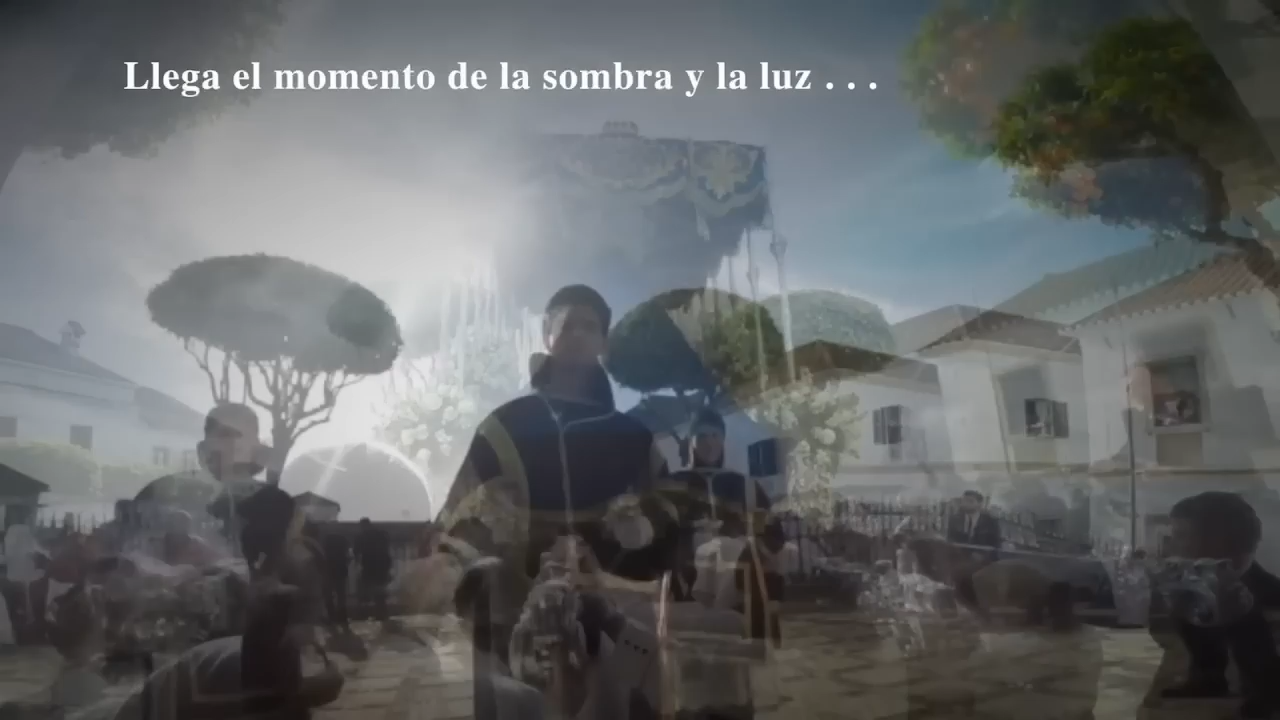 Llega el momento de la sombra y la luz . . .